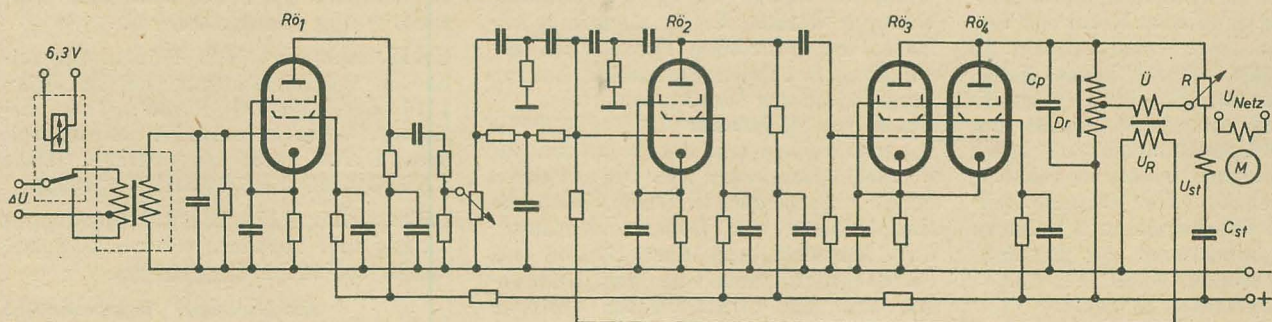 6,3V
ΔU
Rö1
Rö2
Rö3
Rö4
Cp
Dr
Ü
UR
R
UNetz
M
Ust
Cst
−
+